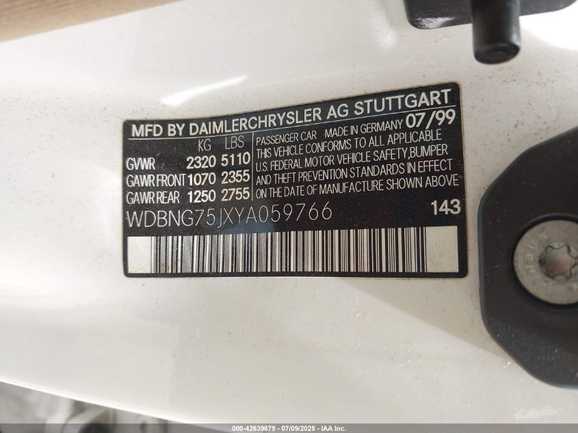 MFD BY DAIMLERCHRYSLER AG STUTTGART
KG LBS PASSENGER CAR MADE IN GERMANY 07/99
GVWR 2320 5110 THIS VEHICLE CONFORMS TO ALL APPLICABLE
GAWR FRONT 1070 2355 U.S. FEDERAL MOTOR VEHICLE SAFETY, BUMPER
GAWR REAR 1250 2755 AND THEFT PREVENTION STANDARDS IN EFFECT
ON THE DATE OF MANUFACTURE SHOWN ABOVE.
WDBNG75JXYA059766 143
000-42639675 - 07/09/2025 - IAA Inc.